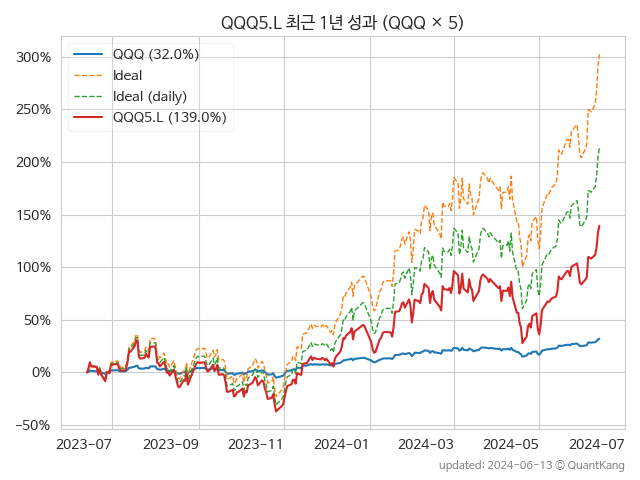 QQQ5.L 최근 1년 성과 (QQQ × 5)
QQQ (32.0%)
Ideal
Ideal (daily)
QQQ5.L (139.0%)
300%
250%
200%
150%
100%
50%
0%
−50%
2023-07
2023-09
2023-11
2024-01
2024-03
2024-05
2024-07
updated: 2024-06-13 © QuantKang